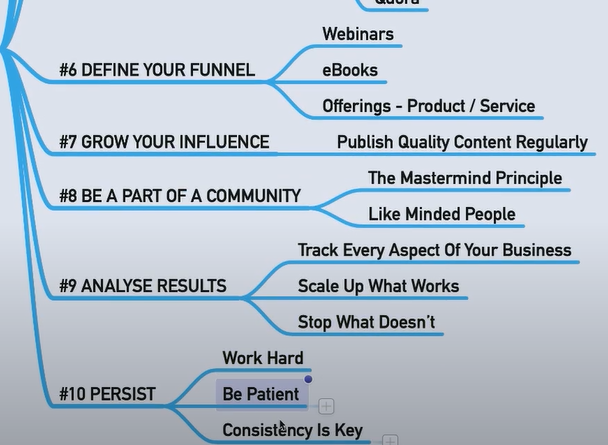 Quora
Webinars
#6 DEFINE YOUR FUNNEL
eBooks
Offerings - Product / Service
#7 GROW YOUR INFLUENCE
Publish Quality Content Regularly
#8 BE A PART OF A COMMUNITY
The Mastermind Principle
Like Minded People
#9 ANALYSE RESULTS
Track Every Aspect Of Your Business
Scale Up What Works
Stop What Doesn't
#10 PERSIST
Work Hard
Be Patient
Consistency Is Key